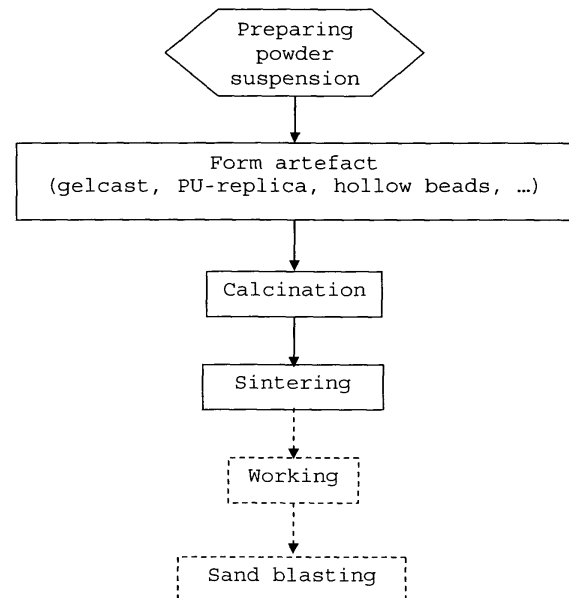 Preparing
powder
suspension
Form artefact
(gelcast, PU-replica, hollow beads, …)
Calcination
Sintering
Working
Sand blasting